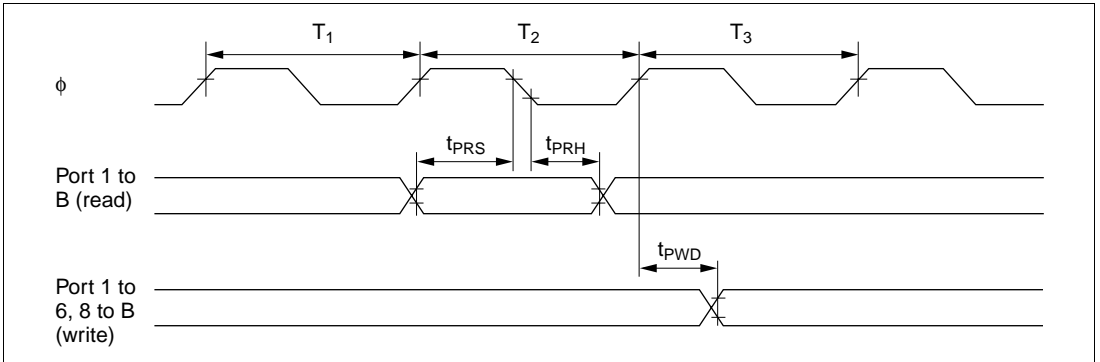 T1 T2 T3
ϕ
tPRS tPRH
Port 1 to
B (read)
tPWD
Port 1 to
6, 8 to B
(write)